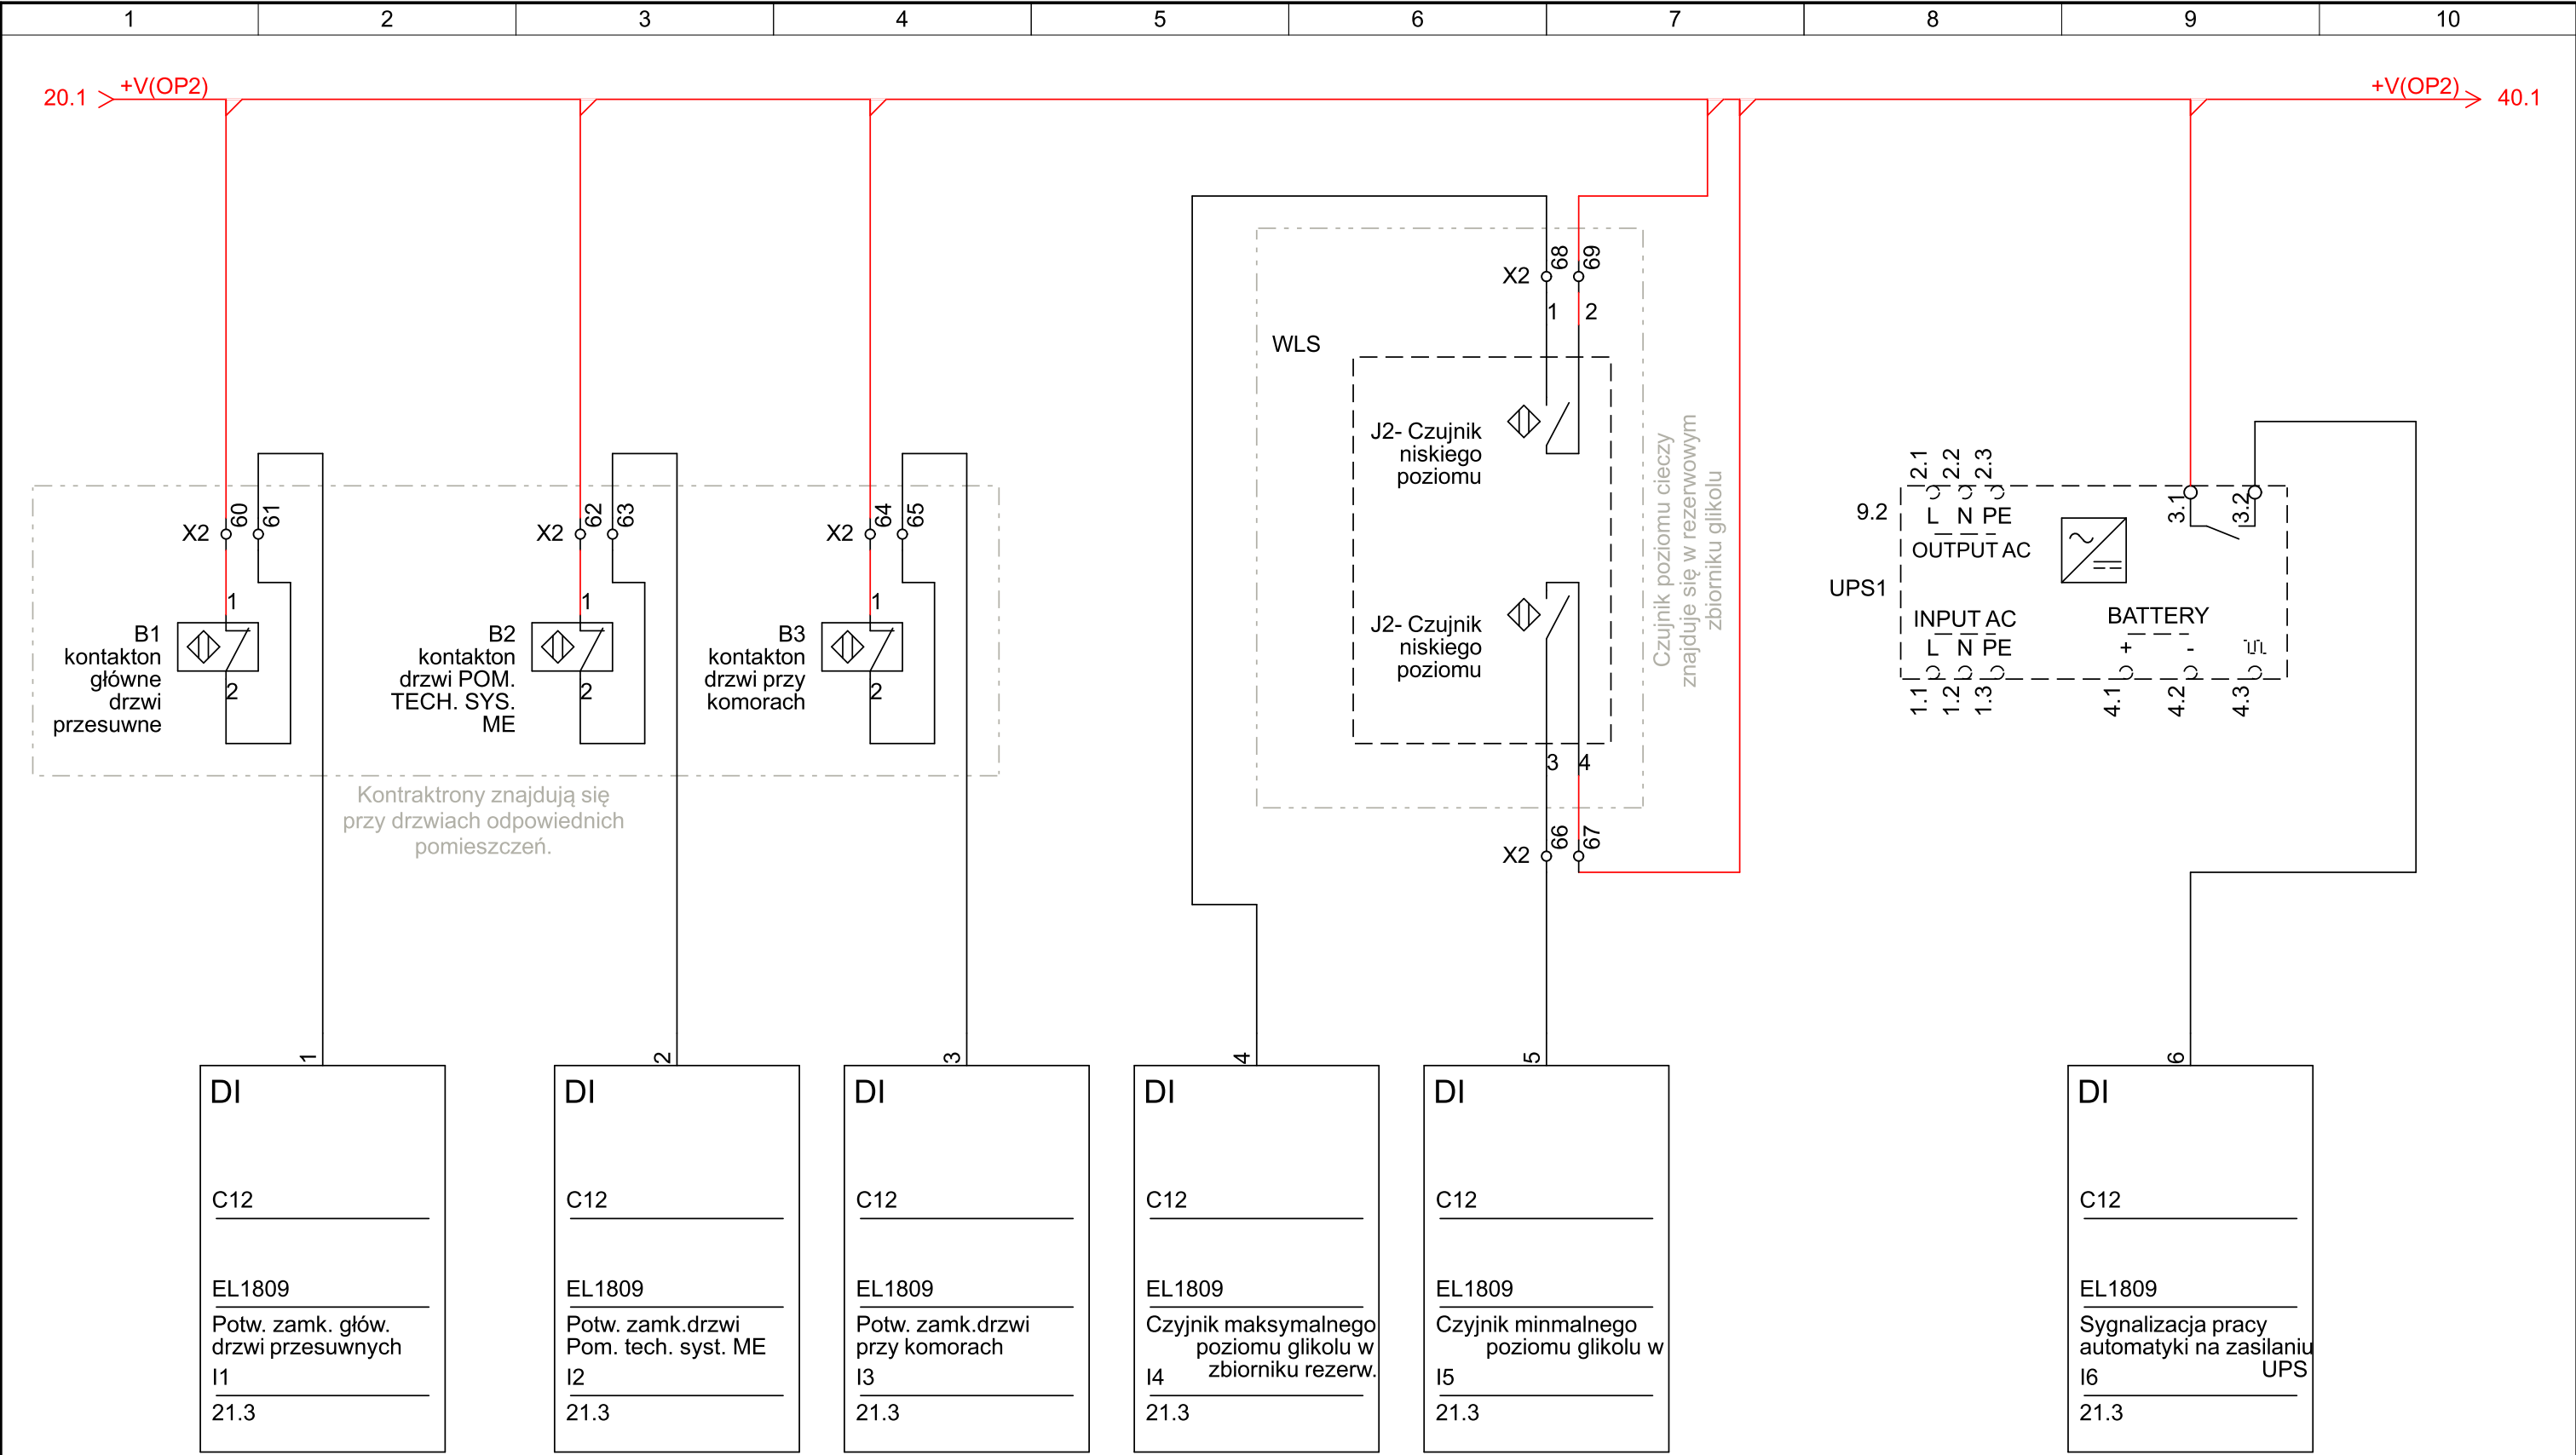 1 2 3 4 5 6 7 8 9 10
20.1 +V(OP2)
+V(OP2) 40.1
X2 60 61
1
B1
kontakton
główne
drzwi
przesuwne
2
X2 62 63
1
B2
kontakton
drzwi POM.
TECH. SYS.
ME
2
X2 64 65
1
B3
kontakton
drzwi przy
komorach
2
Kontraktrony znajdują się
przy drzwiach odpowiednich
pomieszczeń.
X2 68 69
1 2
WLS
J2- Czujnik
niskiego
poziomu
J2- Czujnik
niskiego
poziomu
3 4
X2 66 67
Czujnik poziomu cieczy
znajduje się w rezerwowym
zbiorniku glikolu
2.1 2.2 2.3
9.2
L N PE
OUTPUT AC
3.1 3.2
UPS1
INPUT AC
L N PE
BATTERY
+ -
1.1 1.2 1.3
4.1 4.2 4.3
1
DI
C12
EL1809
Potw. zamk. głów.
drzwi przesuwnych
I1
21.3
2
DI
C12
EL1809
Potw. zamk.drzwi
Pom. tech. syst. ME
I2
21.3
3
DI
C12
EL1809
Potw. zamk.drzwi
przy komorach
I3
21.3
4
DI
C12
EL1809
Czyjnik maksymalnego
poziomu glikolu w
zbiorniku rezerw.
I4
21.3
5
DI
C12
EL1809
Czyjnik minmalnego
poziomu glikolu w
I5
21.3
6
DI
C12
EL1809
Sygnalizacja pracy
automatyki na zasilaniu
UPS
I6
21.3